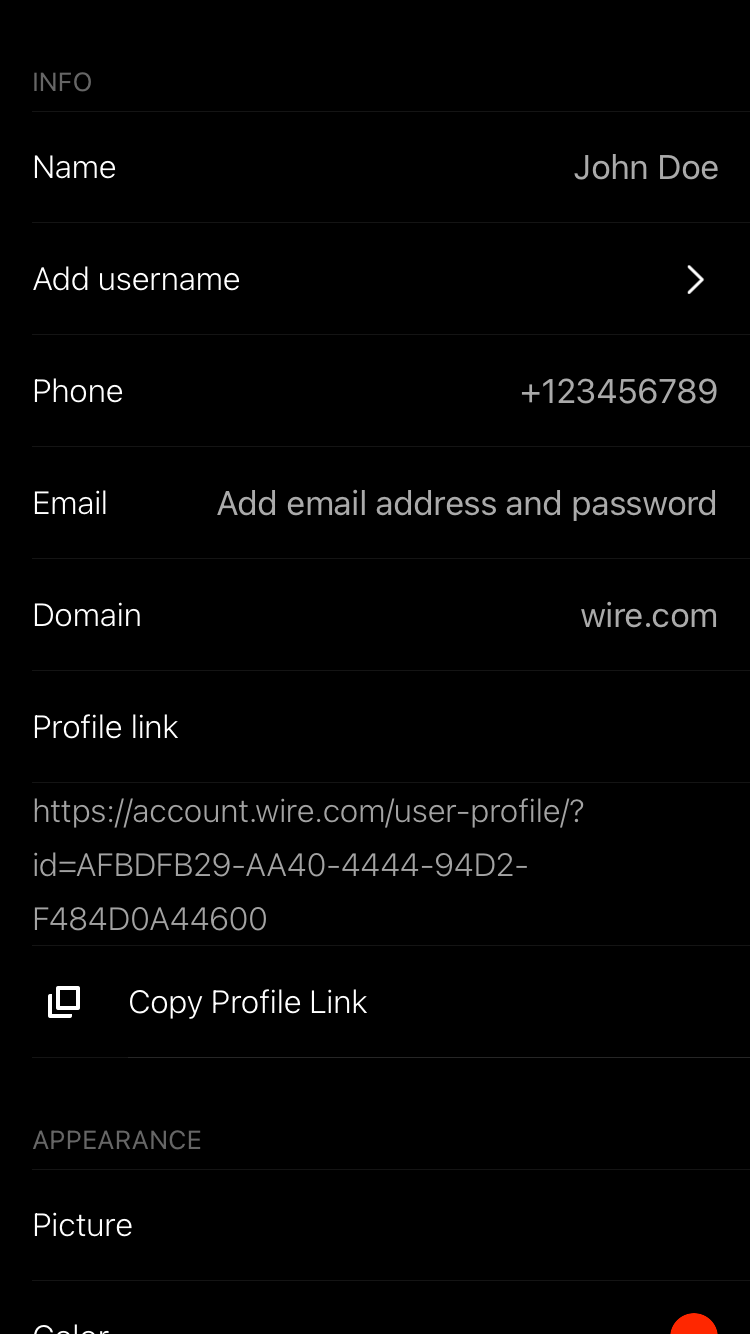 INFO
Name John Doe
Add username
Phone +123456789
Email Add email address and password
Domain wire.com
Profile link
https://account.wire.com/user-profile/?
id=AFBDFB29-AA40-4444-94D2-
F484D0A44600
Copy Profile Link
APPEARANCE
Picture
Color